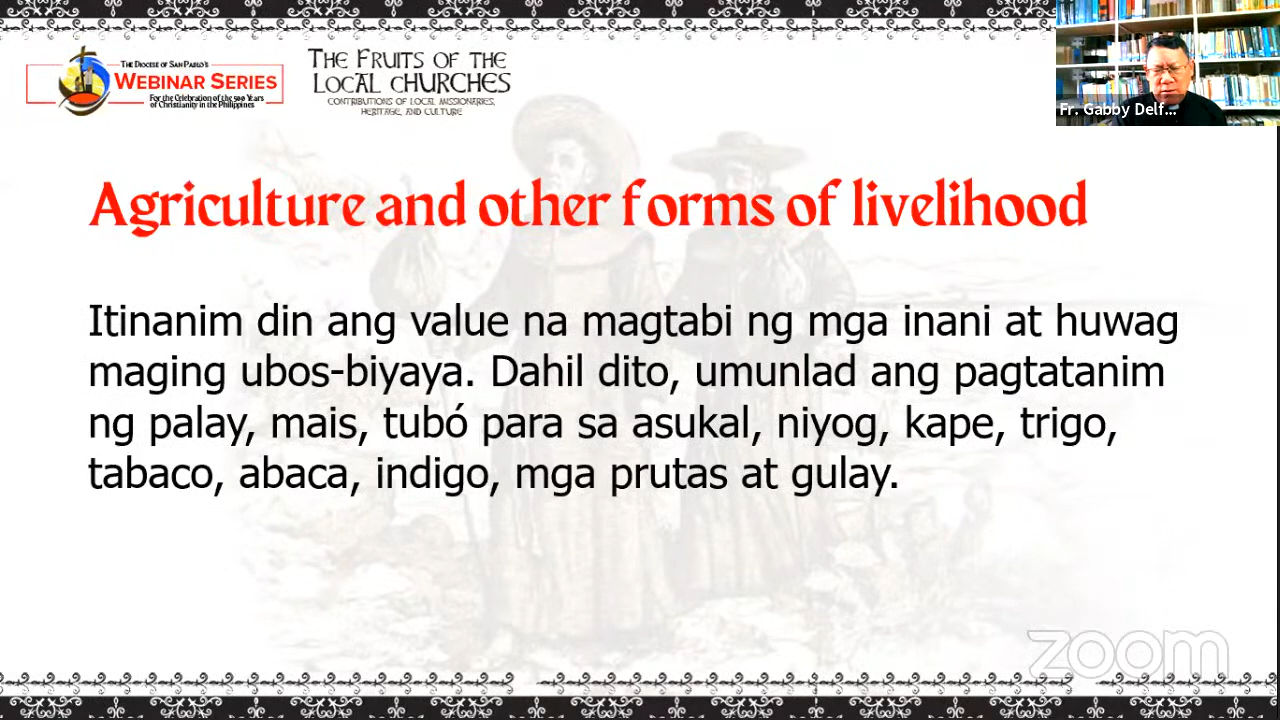 The Diocese of San Pablo's
Webinar Series
For the Celebration of the 500 Years
of Christianity in the Philippines
The Fruits of the
Local Churches
Contributions of Local Missionaries,
Heritage, and Culture
Fr. Gabby Delf...
Agriculture and other forms of livelihood
Itinanim din ang value na magtabi ng mga inani at huwag
maging ubos-biyaya. Dahil dito, umunlad ang pagtatanim
ng palay, mais, tubó para sa asukal, niyog, kape, trigo,
tabaco, abaca, indigo, mga prutas at gulay.
zoom